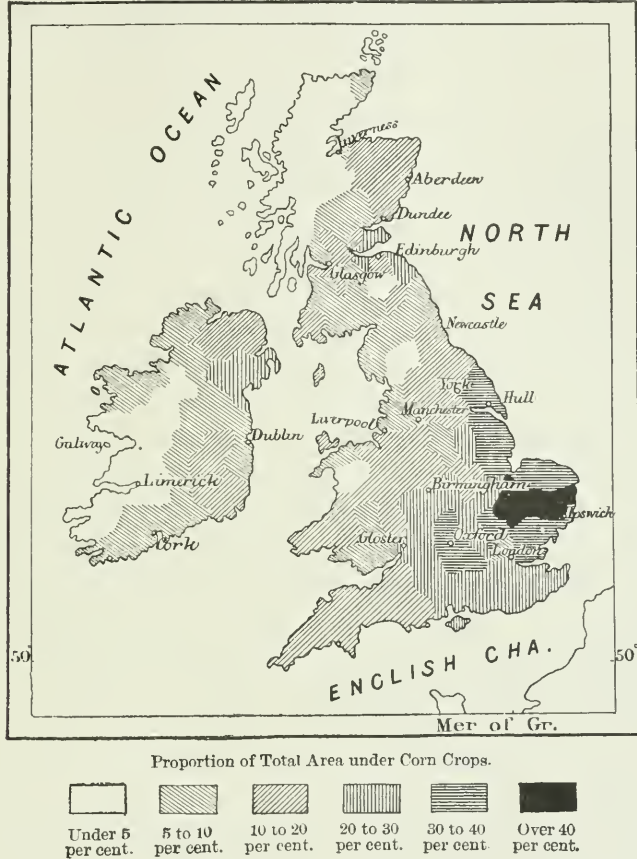 ATLANTIC OCEAN
Inverness
Aberdeen
Dundee
NORTH
Edinburgh
Glasgow
SEA
Newcastle
York
Hull
Manchester
Liverpool
Galway
Dublin
Limerick
Birmingham
Ipswich
Cork
Gloster
Oxford
London
50°
50°
ENGLISH CHA.
Mer of Gr.
Proportion of Total Area under Corn Crops.
Under 5 per cent.
5 to 10 per cent.
10 to 20 per cent.
20 to 30 per cent.
30 to 40 per cent
Over 40 per cent.